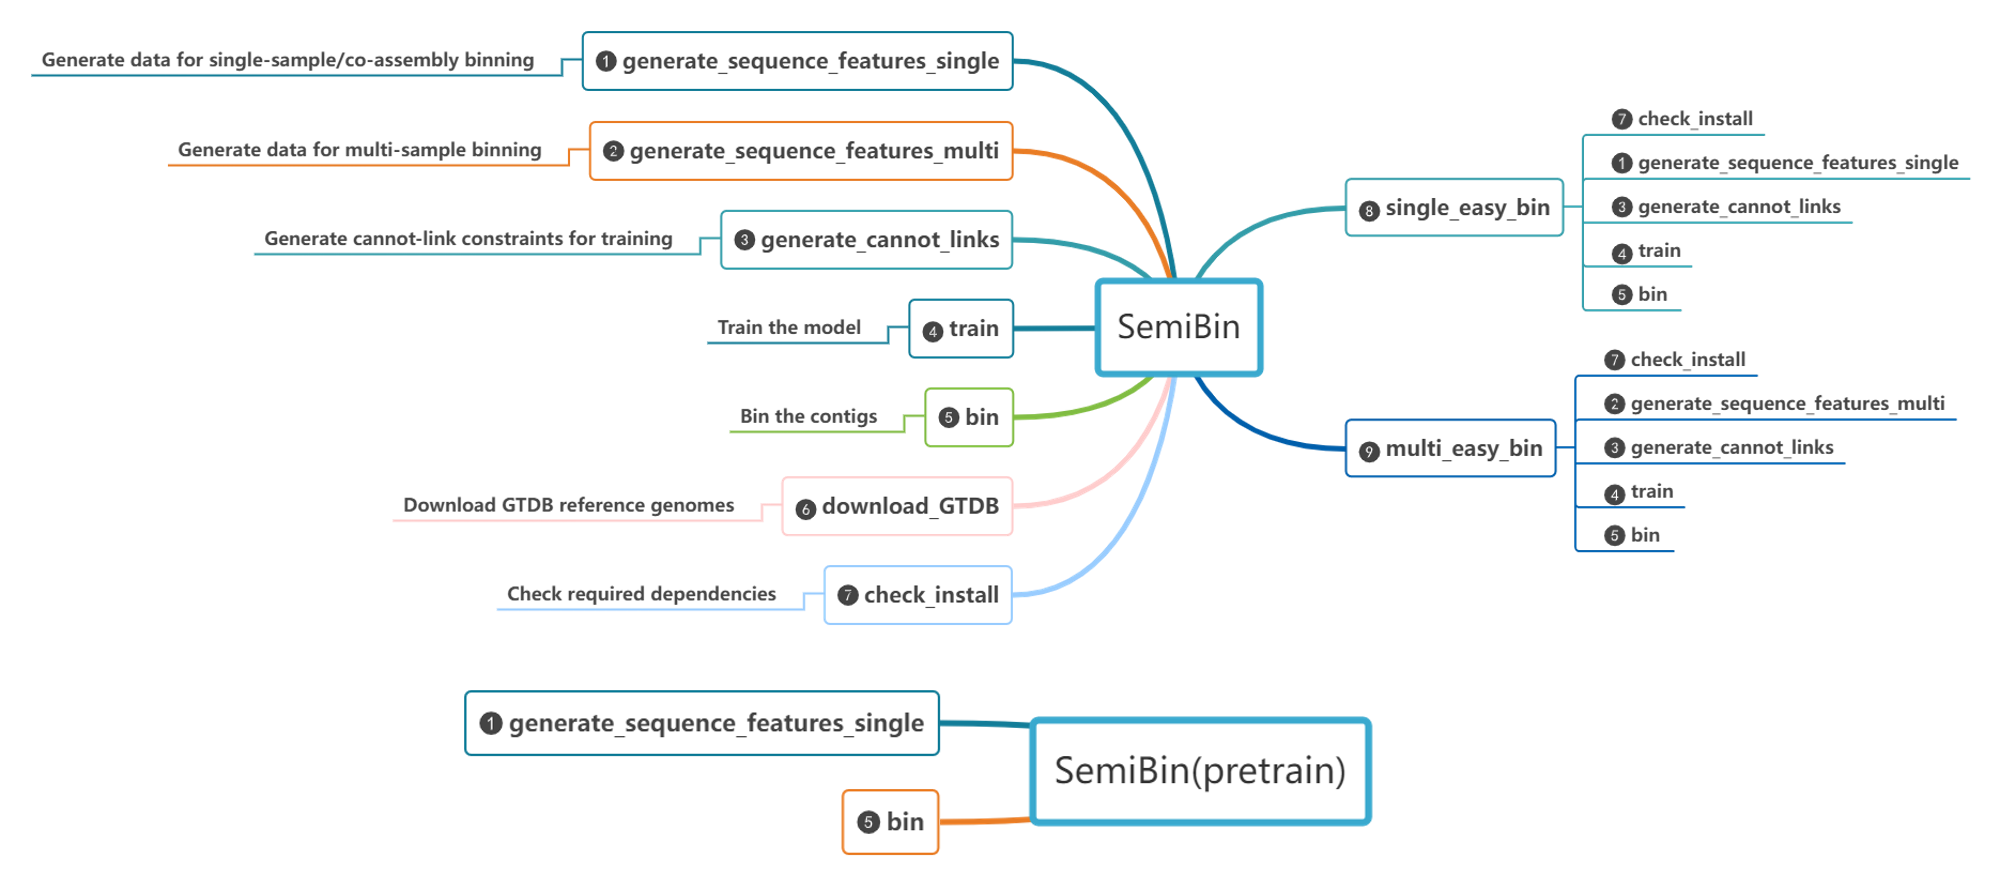 Generate data for single-sample/co-assembly binning
1 generate_sequence_features_single
Generate data for multi-sample binning
2 generate_sequence_features_multi
Generate cannot-link constraints for training
3 generate_cannot_links
Train the model
4 train
Bin the contigs
5 bin
Download GTDB reference genomes
6 download_GTDB
Check required dependencies
7 check_install
SemiBin
8 single_easy_bin
7 check_install
1 generate_sequence_features_single
3 generate_cannot_links
4 train
5 bin
9 multi_easy_bin
7 check_install
2 generate_sequence_features_multi
3 generate_cannot_links
4 train
5 bin
1 generate_sequence_features_single
5 bin
SemiBin(pretrain)